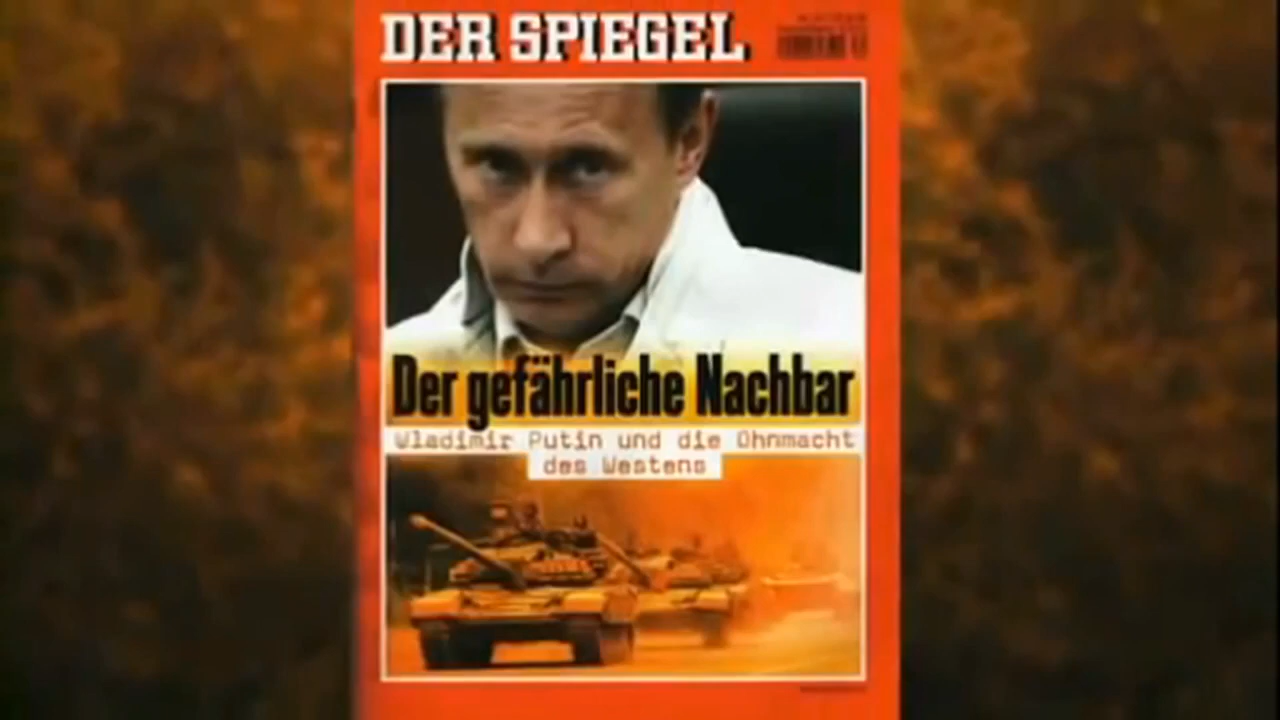 DER SPIEGEL
Der gefährliche Nachbar
Wladimir Putin und die Ohnmacht
des Westens